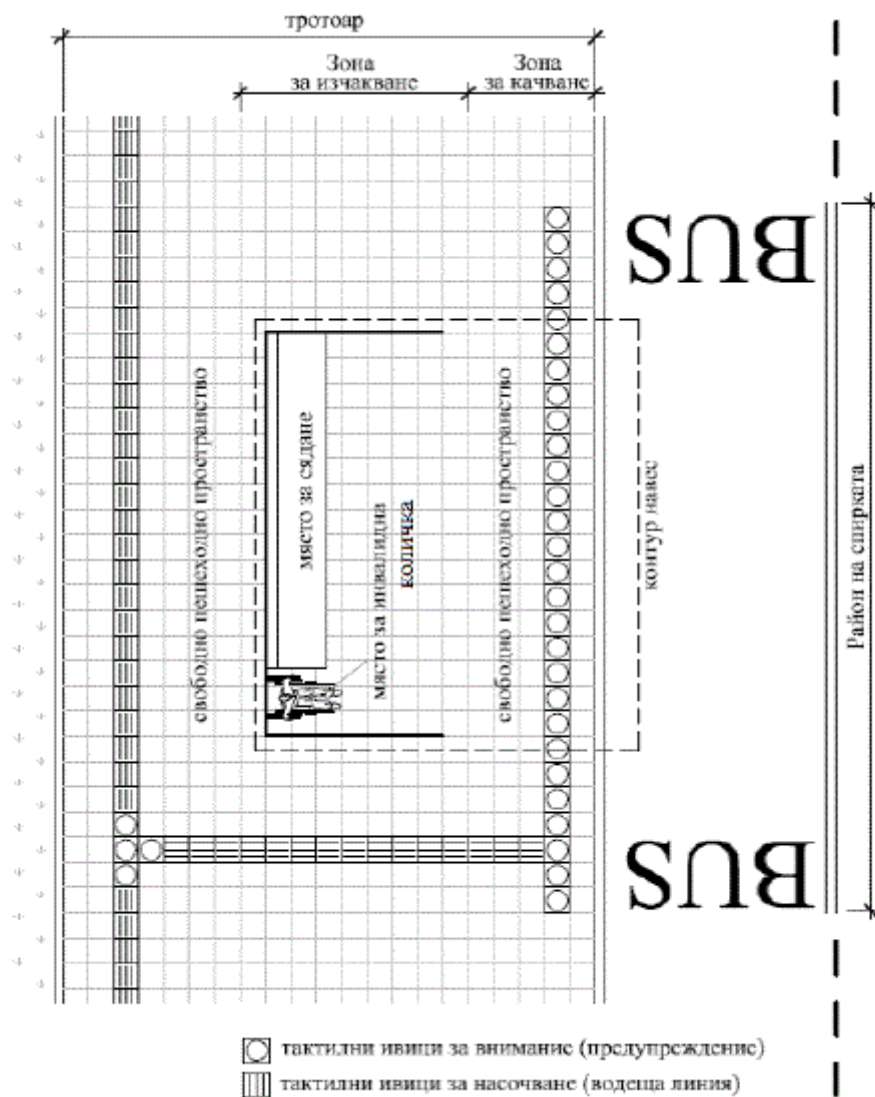 тротоар
Зона
за изчакване
Зона
за качване
BUS
свободно пешеходно пространство
място за сядане
място за инвалидна
количка
свободно пешеходно пространство
контур навес
Район на спирката
BUS
тактилни ивици за внимание (предупреждение)
тактилни ивици за насочване (водеща линия)